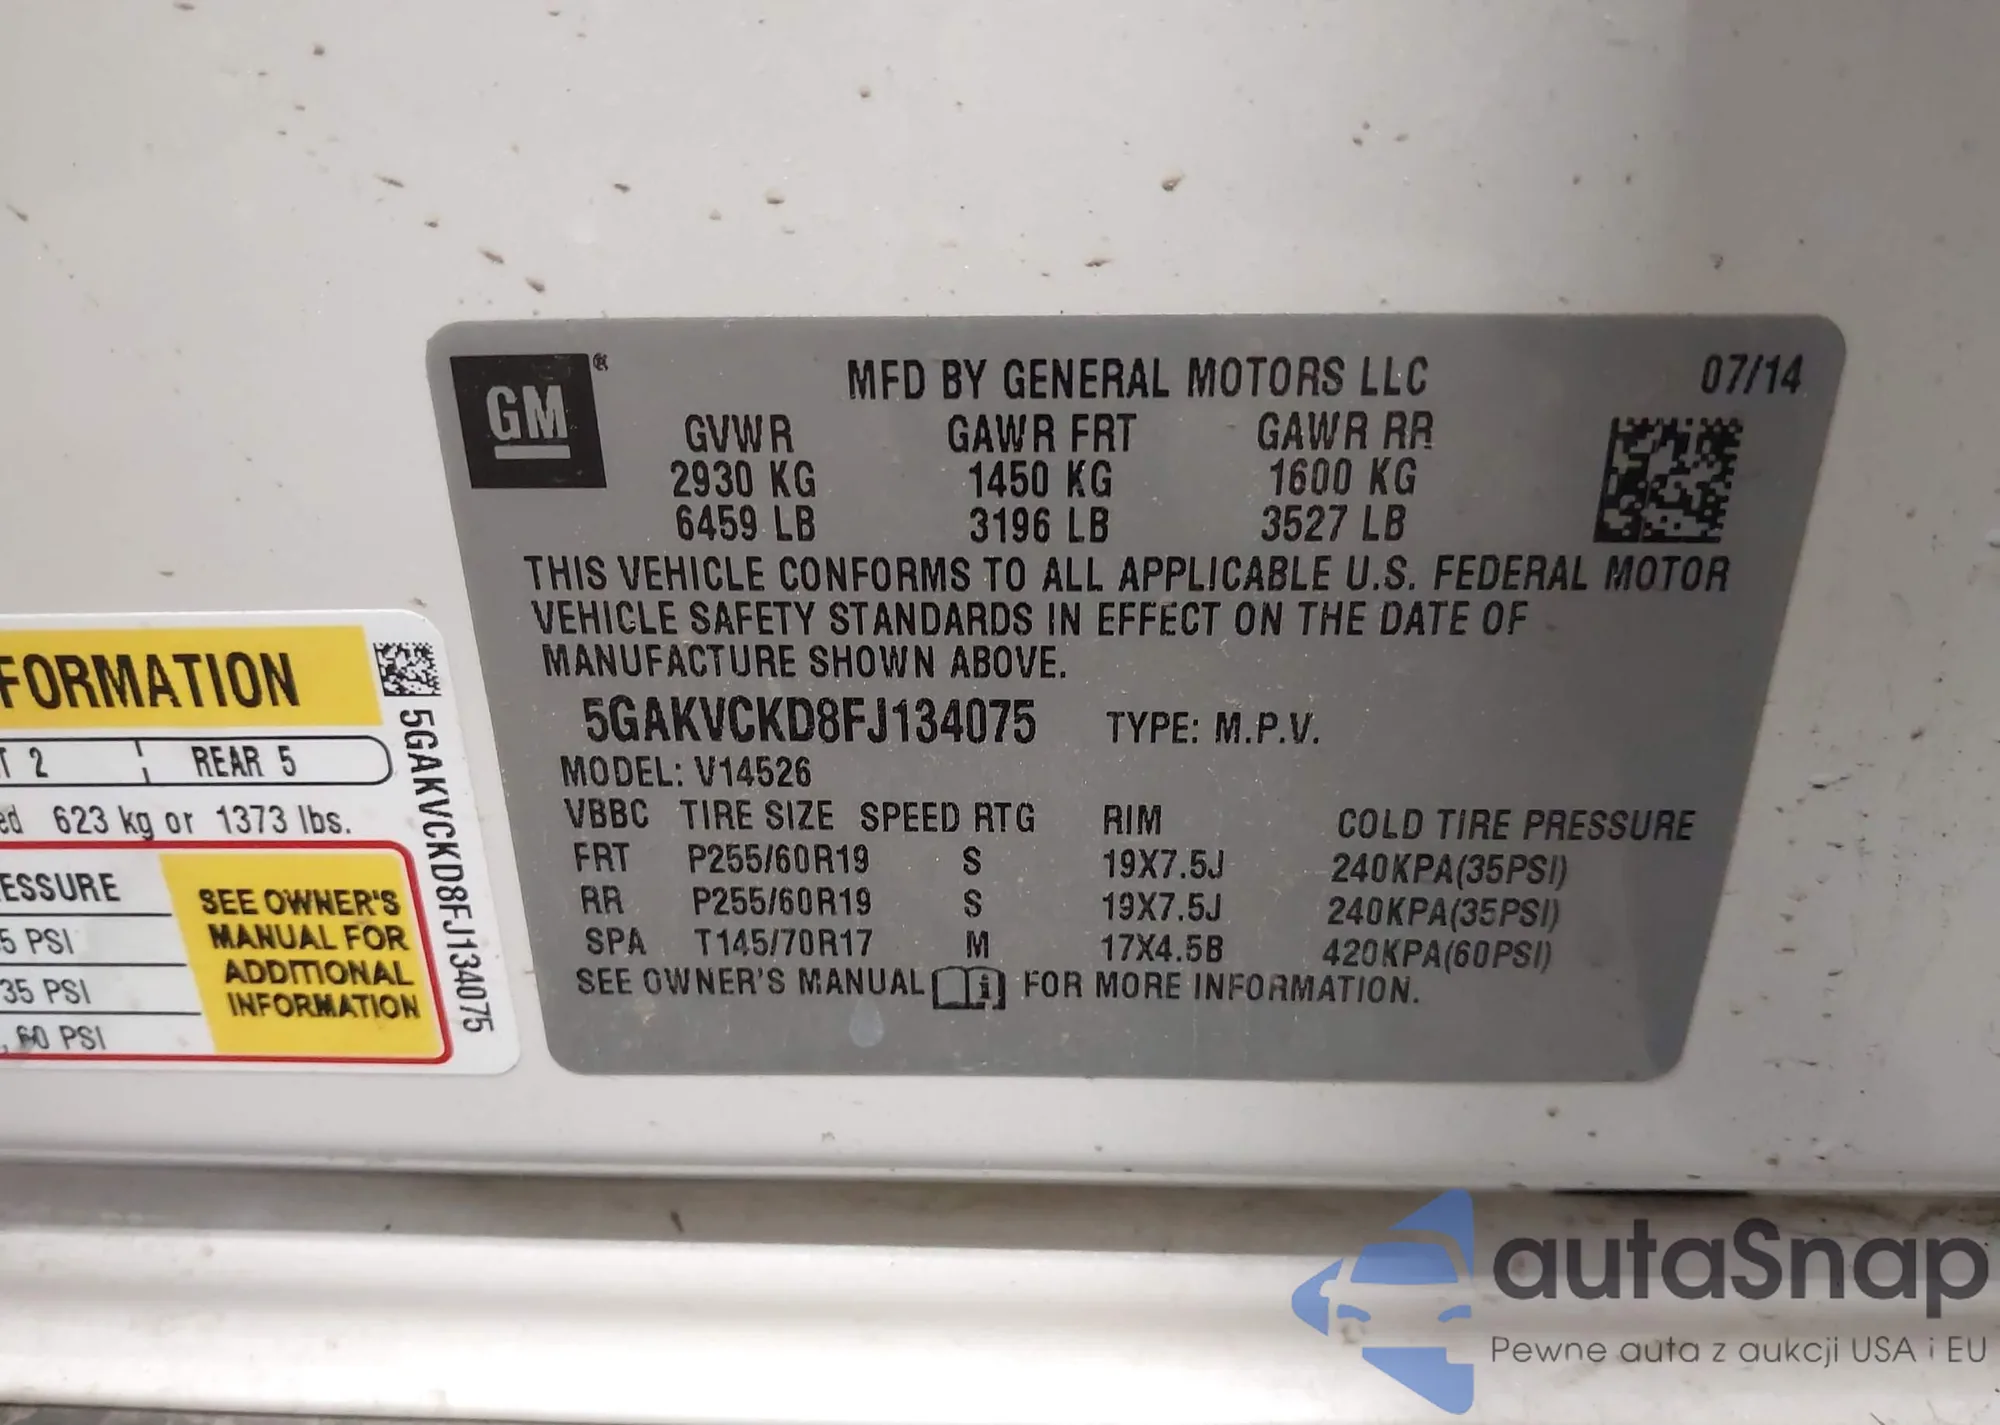 GM®
MFD BY GENERAL MOTORS LLC 07/14
GVWR GAWR FRT GAWR RR
2930 KG 1450 KG 1600 KG
6459 LB 3196 LB 3527 LB
THIS VEHICLE CONFORMS TO ALL APPLICABLE U.S. FEDERAL MOTOR
VEHICLE SAFETY STANDARDS IN EFFECT ON THE DATE OF
MANUFACTURE SHOWN ABOVE.
5GAKVCKD8FJ134075 TYPE: M.P.V.
MODEL: V14526
VBBC TIRE SIZE SPEED RTG RIM COLD TIRE PRESSURE
FRT P255/60R19 S 19X7.5J 240KPA(35PSI)
RR P255/60R19 S 19X7.5J 240KPA(35PSI)
SPA T145/70R17 M 17X4.5B 420KPA(60PSI)
SEE OWNER'S MANUAL i FOR MORE INFORMATION.
FORMATION
T 2 REAR 5
ed 623 kg or 1373 lbs.
ESSURE
5 PSI
35 PSI
, 60 PSI
SEE OWNER'S
MANUAL FOR
ADDITIONAL
INFORMATION
5GAKVCKD8FJ134075
autaSnap
Pewne auta z aukcji USA i EU